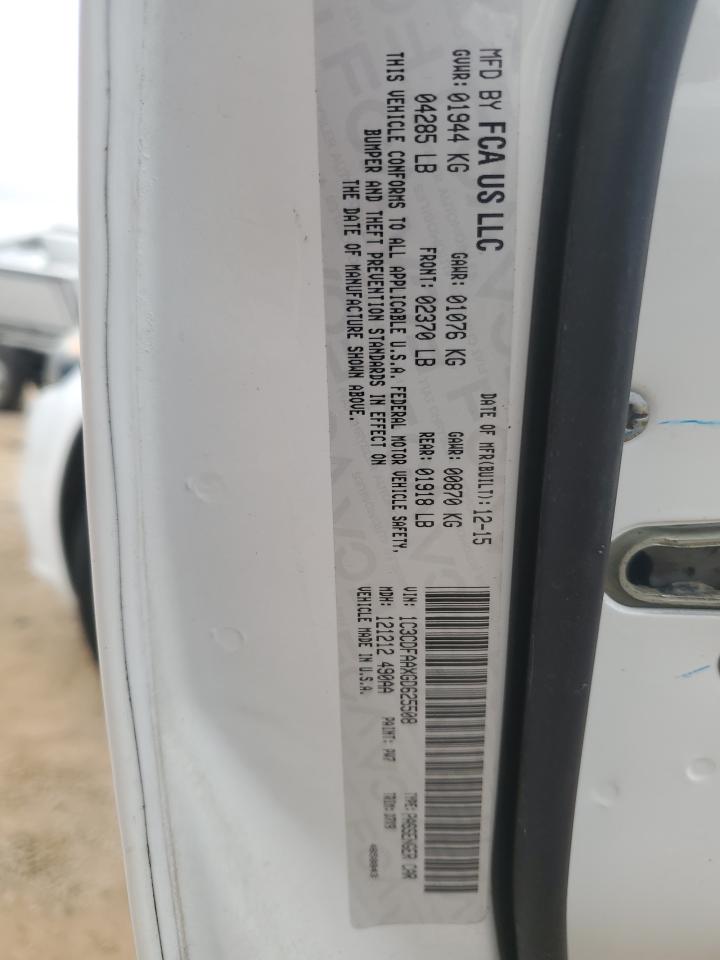 MFD BY FCA US LLC
DATE OF MFR(BUILT): 12-15
GVWR: 01944 KG
GAWR: 01076 KG
GAWR: 00870 KG
04285 LB
FRONT: 02370 LB
REAR: 01918 LB
THIS VEHICLE CONFORMS TO ALL APPLICABLE U.S.A. FEDERAL MOTOR VEHICLE SAFETY,
BUMPER AND THEFT PREVENTION STANDARDS IN EFFECT ON
THE DATE OF MANUFACTURE SHOWN ABOVE.
VIN: 1C3CDFAAXGD625508
TYPE: PASSENGER CAR
MDH: 121212 490AA
PAINT: PW7
TRIM:
VEHICLE MADE IN U.S.A.